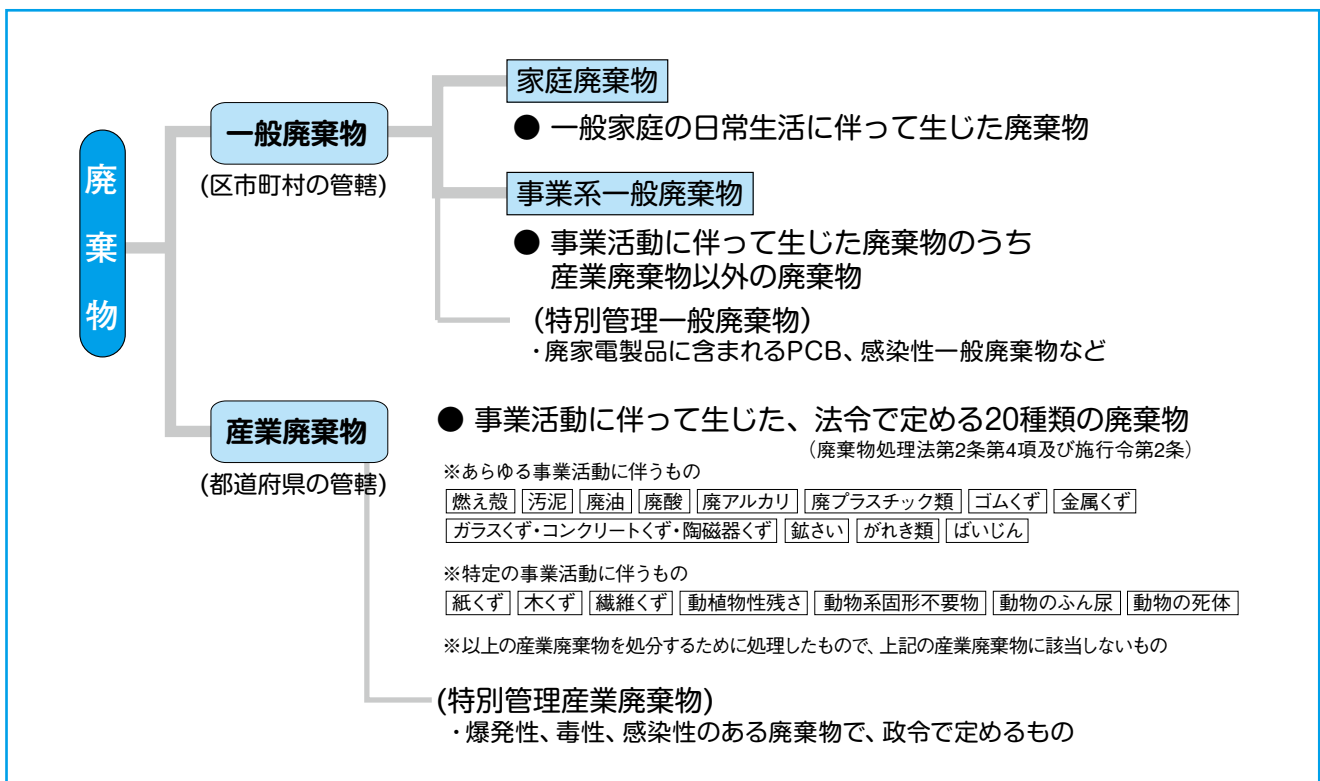 廃棄物
一般廃棄物
(区市町村の管轄)
家庭廃棄物
● 一般家庭の日常生活に伴って生じた廃棄物
事業系一般廃棄物
● 事業活動に伴って生じた廃棄物のうち
産業廃棄物以外の廃棄物
(特別管理一般廃棄物)
・廃家電製品に含まれるPCB、感染性一般廃棄物など
産業廃棄物
(都道府県の管轄)
● 事業活動に伴って生じた、法令で定める20種類の廃棄物
(廃棄物処理法第2条第4項及び施行令第2条)
※あらゆる事業活動に伴うもの
燃え殻 汚泥 廃油 廃酸 廃アルカリ 廃プラスチック類 ゴムくず 金属くず
ガラスくず・コンクリートくず・陶磁器くず 鉱さい がれき類 ばいじん
※特定の事業活動に伴うもの
紙くず 木くず 繊維くず 動植物性残さ 動物系固形不要物 動物のふん尿 動物の死体
※以上の産業廃棄物を処分するために処理したもので、上記の産業廃棄物に該当しないもの
(特別管理産業廃棄物)
・爆発性、毒性、感染性のある廃棄物で、政令で定めるもの